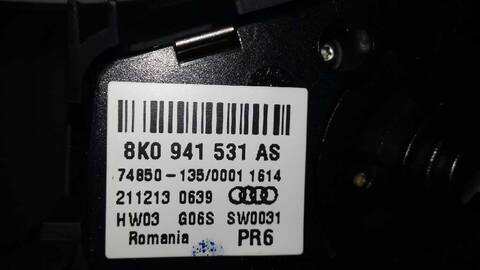 8K0 941 531 AS
74850-135/0001 1614
211213 0639
HW03 G06S SW0031
Romania PR6